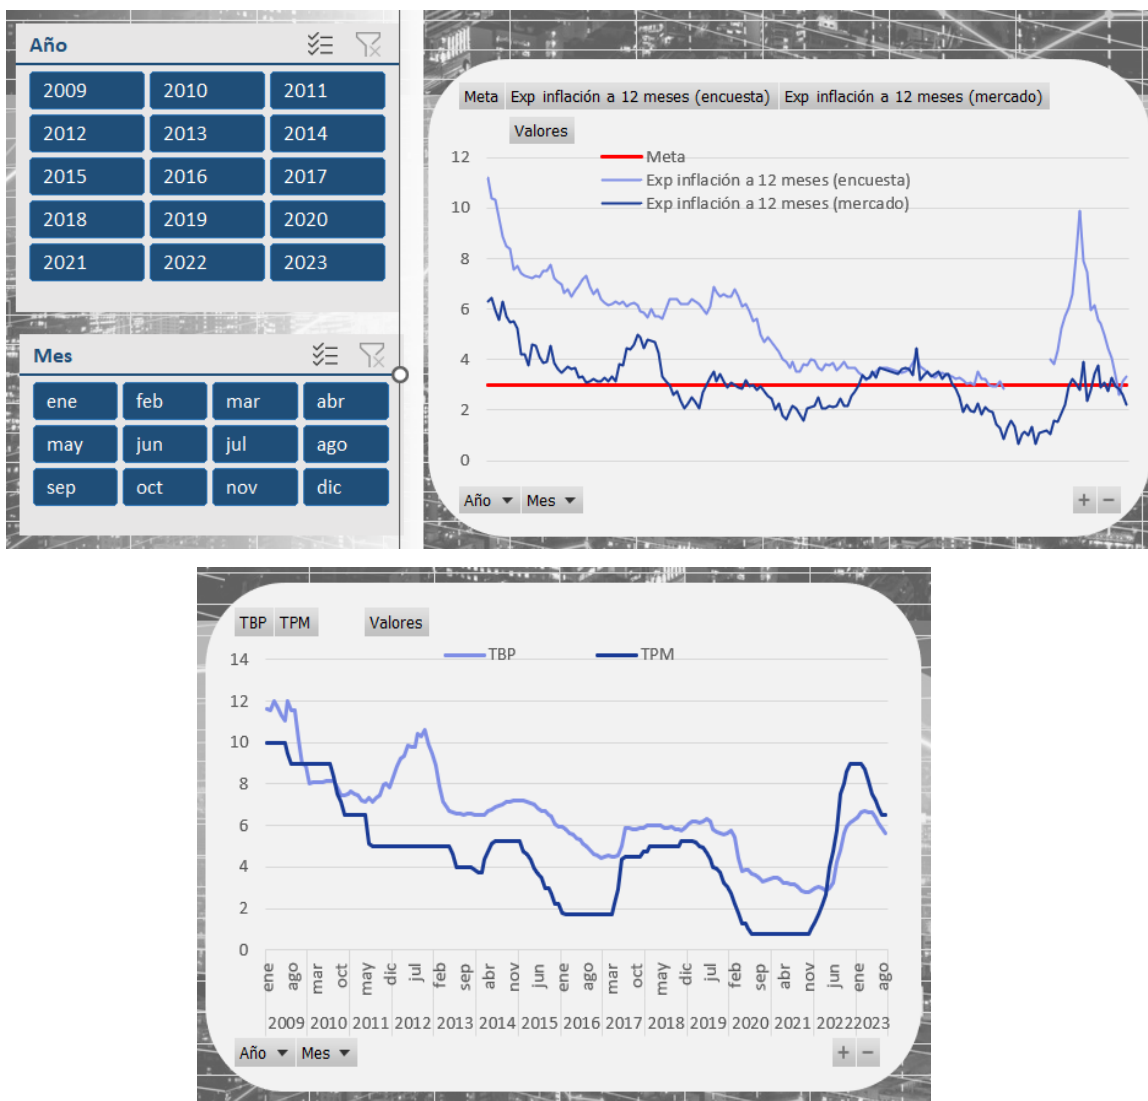 Año
2009 2010 2011
2012 2013 2014
2015 2016 2017
2018 2019 2020
2021 2022 2023
Mes
ene feb mar abr
may jun jul ago
sep oct nov dic
Meta Exp inflación a 12 meses (encuesta) Exp inflación a 12 meses (mercado)
Valores
Meta
Exp inflación a 12 meses (encuesta)
Exp inflación a 12 meses (mercado)
12
10
8
6
4
2
0
Año Mes
+ −
TBP TPM Valores
TBP TPM
14
12
10
8
6
4
2
0
ene ago mar oct may dic jul feb sep abr nov jun ene ago mar oct may dic jul feb sep abr nov jun ene ago
2009 2010 2011 2012 2013 2014 2015 2016 2017 2018 2019 2020 2021 2022 2023
Año Mes
+ −